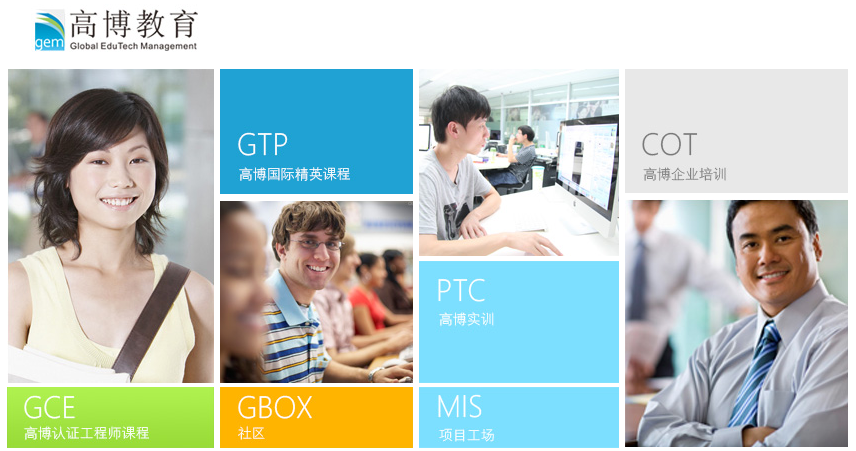 gem
高博教育
Global EduTech Management
GTP
高博国际精英课程
COT
高博企业培训
PTC
高博实训
GCE
高博认证工程师课程
GBOX
社区
MIS
项目工场